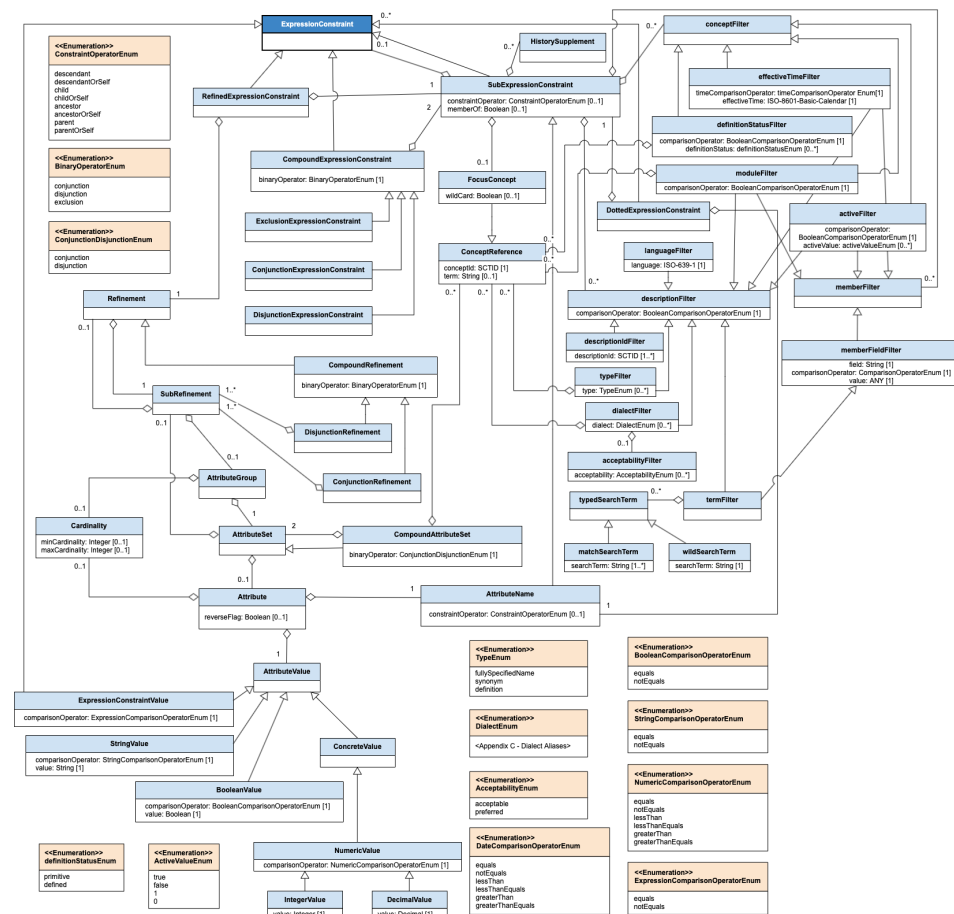 ExpressionConstraint
0..*
0..1
<<Enumeration>>
ConstraintOperatorEnum
descendant
descendantOrSelf
child
childOrSelf
ancestor
ancestorOrSelf
parent
parentOrSelf
<<Enumeration>>
BinaryOperatorEnum
conjunction
disjunction
exclusion
<<Enumeration>>
ConjunctionDisjunctionEnum
conjunction
disjunction
HistorySupplement
0..*
conceptFilter
0..*
effectiveTimeFilter
timeComparisonOperator: timeComparisonOperator Enum[1]
effectiveTime: ISO-8601-Basic-Calendar [1]
RefinedExpressionConstraint
1
SubExpressionConstraint
constraintOperator: ConstraintOperatorEnum [0..1]
memberOf: Boolean [0..1]
2
1
definitionStatusFilter
comparisonOperator: BooleanComparisonOperatorEnum [1]
definitionStatus: definitionStatusEnum [0..*]
CompoundExpressionConstraint
binaryOperator: BinaryOperatorEnum [1]
0..1
FocusConcept
wildCard: Boolean [0..1]
moduleFilter
comparisonOperator: BooleanComparisonOperatorEnum [1]
ExclusionExpressionConstraint
DottedExpressionConstraint
activeFilter
comparisonOperator:
BooleanComparisonOperatorEnum [1]
activeValue: activeValueEnum [0..*]
ConceptReference
conceptId: SCTID [1]
term: String [0..1]
0..*
0..*
0..*
0..*
0..*
languageFilter
language: ISO-639-1 [1]
ConjunctionExpressionConstraint
0..*
0..*
memberFilter
Refinement
1
0..1
DisjunctionExpressionConstraint
descriptionFilter
comparisonOperator: BooleanComparisonOperatorEnum [1]
descriptionIdFilter
descriptionId: SCTID [1..*]
memberFieldFilter
field: String [1]
comparisonOperator: ComparisonOperatorEnum [1]
value: ANY [1]
CompoundRefinement
binaryOperator: BinaryOperatorEnum [1]
typeFilter
type: TypeEnum [0..*]
1
SubRefinement
0..1
1..*
1..*
DisjunctionRefinement
dialectFilter
dialect: DialectEnum [0..*]
0..1
0..1
AttributeGroup
ConjunctionRefinement
acceptabilityFilter
acceptability: AcceptabilityEnum [0..*]
0..1
1
typedSearchTerm
0..*
termFilter
Cardinality
minCardinality: Integer [0..1]
maxCardinality: Integer [0..1]
0..1
AttributeSet
2
CompoundAttributeSet
binaryOperator: ConjunctionDisjunctionEnum [1]
matchSearchTerm
searchTerm: String [1..*]
wildSearchTerm
searchTerm: String [1]
0..1
Attribute
reverseFlag: Boolean [0..1]
1
AttributeName
constraintOperator: ConstraintOperatorEnum [0..1]
1
1
AttributeValue
<<Enumeration>>
TypeEnum
fullySpecifiedName
synonym
definition
<<Enumeration>>
BooleanComparisonOperatorEnum
equals
notEquals
ExpressionConstraintValue
comparisonOperator: ExpressionComparisonOperatorEnum [1]
<<Enumeration>>
DialectEnum
<Appendix C - Dialect Aliases>
<<Enumeration>>
StringComparisonOperatorEnum
equals
notEquals
StringValue
comparisonOperator: StringComparisonOperatorEnum [1]
value: String [1]
ConcreteValue
<<Enumeration>>
AcceptabilityEnum
acceptable
preferred
<<Enumeration>>
NumericComparisonOperatorEnum
equals
notEquals
lessThan
lessThanEquals
greaterThan
greaterThanEquals
BooleanValue
comparisonOperator: BooleanComparisonOperatorEnum [1]
value: Boolean [1]
<<Enumeration>>
DateComparisonOperatorEnum
equals
notEquals
lessThan
lessThanEquals
greaterThan
greaterThanEquals
<<Enumeration>>
definitionStatusEnum
primitive
defined
<<Enumeration>>
ActiveValueEnum
true
false
1
0
NumericValue
comparisonOperator: NumericComparisonOperatorEnum [1]
<<Enumeration>>
ExpressionComparisonOperatorEnum
equals
notEquals
IntegerValue
value: Integer [1]
DecimalValue
value: Decimal [1]